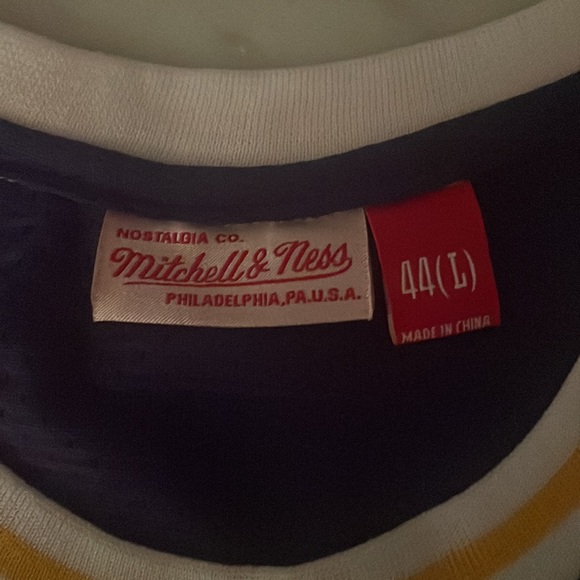 NOSTALGIA CO.
Mitchell & Ness
PHILADELPHIA,PA.U.S.A.
44(L)
MADE IN CHINA